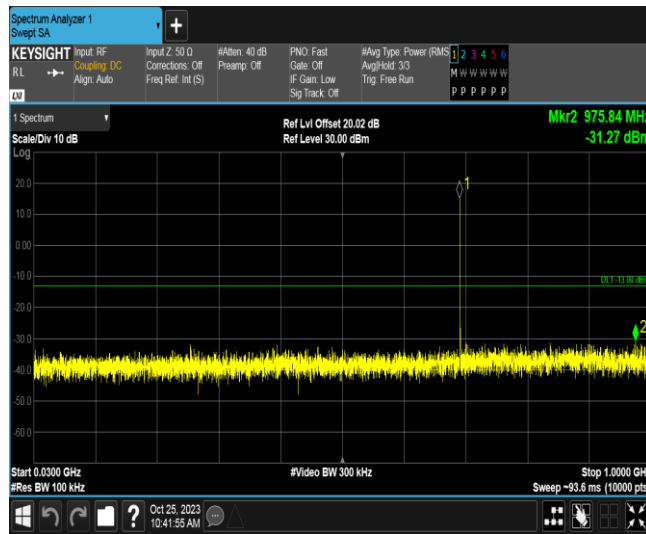 Spectrum Analyzer 1
Swept SA
+
KEYSIGHT Input: RF Input Z: 50 Ω #Atten: 40 dB PNO: Fast #Avg Type: Power (RMS 1 2 3 4 5 6
RL Coupling: DC Corrections: Off Preamp: Off Gate: Off Avg|Hold: 3/3 M W W W W W
Align: Auto Freq Ref: Int (S) IF Gain: Low Trig: Free Run
LXI Sig Track: Off P P P P P P
1 Spectrum Ref Lvl Offset 20.02 dB Mkr2 975.84 MH
Scale/Div 10 dB Ref Level 30.00 dBm -31.27 dBn
Log
1
20.0
10.0
0.00
-10.0
DL1 -13.00 dB
-20.0
-30.0
2
-40.0
-50.0
-60.0
Start 0.0300 GHz #Video BW 300 kHz Stop 1.0000 GH
#Res BW 100 kHz Sweep ~93.6 ms (10000 pts
? Oct 25, 2023
10:41:55 AM